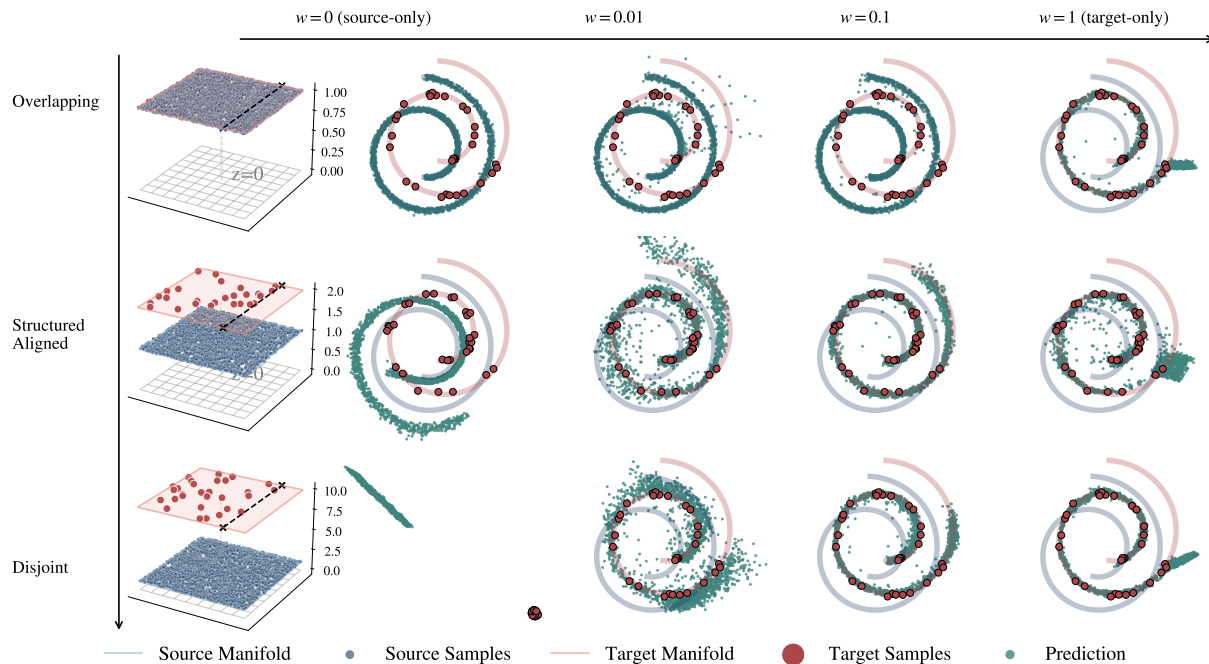 w = 0 (source-only) w = 0.01 w = 0.1 w = 1 (target-only)
Overlapping
1.00
0.75
0.50
0.25
0.00
z=0
Structured
Aligned
2.0
1.5
1.0
0.5
0.0
z=0
Disjoint
10.0
7.5
5.0
2.5
0.0
Source Manifold Source Samples Target Manifold Target Samples Prediction